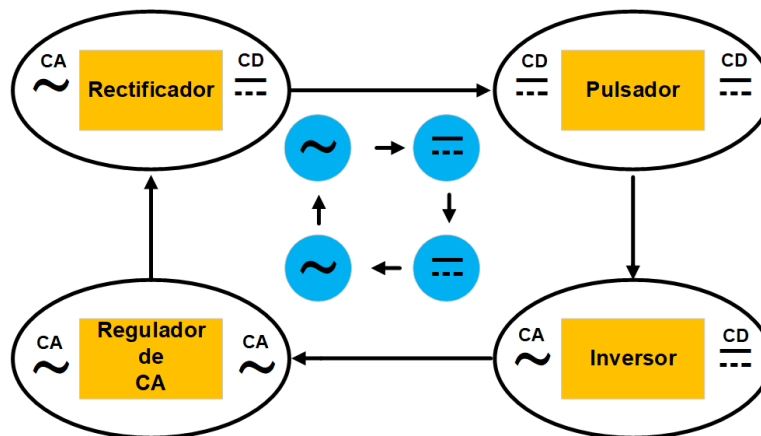 CA
Rectificador
CD
CD
Pulsador
CD
CA
Regulador
de
CA
CA
CA
Inversor
CD